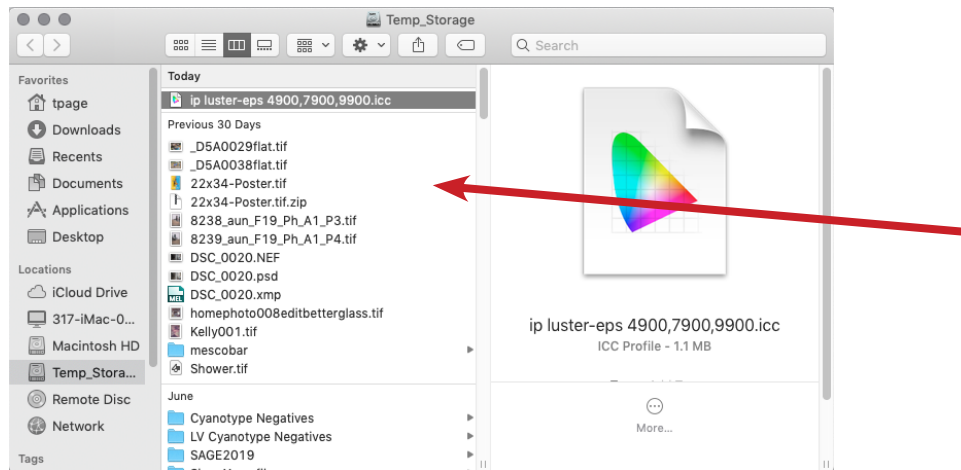 Temp_Storage
Search
Favorites
tpage
Downloads
Recents
Documents
Applications
Desktop
Locations
iCloud Drive
317-iMac-0...
Macintosh HD
Temp_Stora...
Remote Disc
Network
Tags
Today
ip luster-eps 4900,7900,9900.icc
Previous 30 Days
_D5A0029flat.tif
_D5A0038flat.tif
22x34-Poster.tif
22x34-Poster.tif.zip
8238_aun_F19_Ph_A1_P3.tif
8239_aun_F19_Ph_A1_P4.tif
DSC_0020.NEF
DSC_0020.psd
MEL
DSC_0020.xmp
homephoto008editbetterglass.tif
Kelly001.tif
mescobar
Shower.tif
June
Cyanotype Negatives
LV Cyanotype Negatives
SAGE2019
ip luster-eps 4900,7900,9900.icc
ICC Profile - 1.1 MB
More...